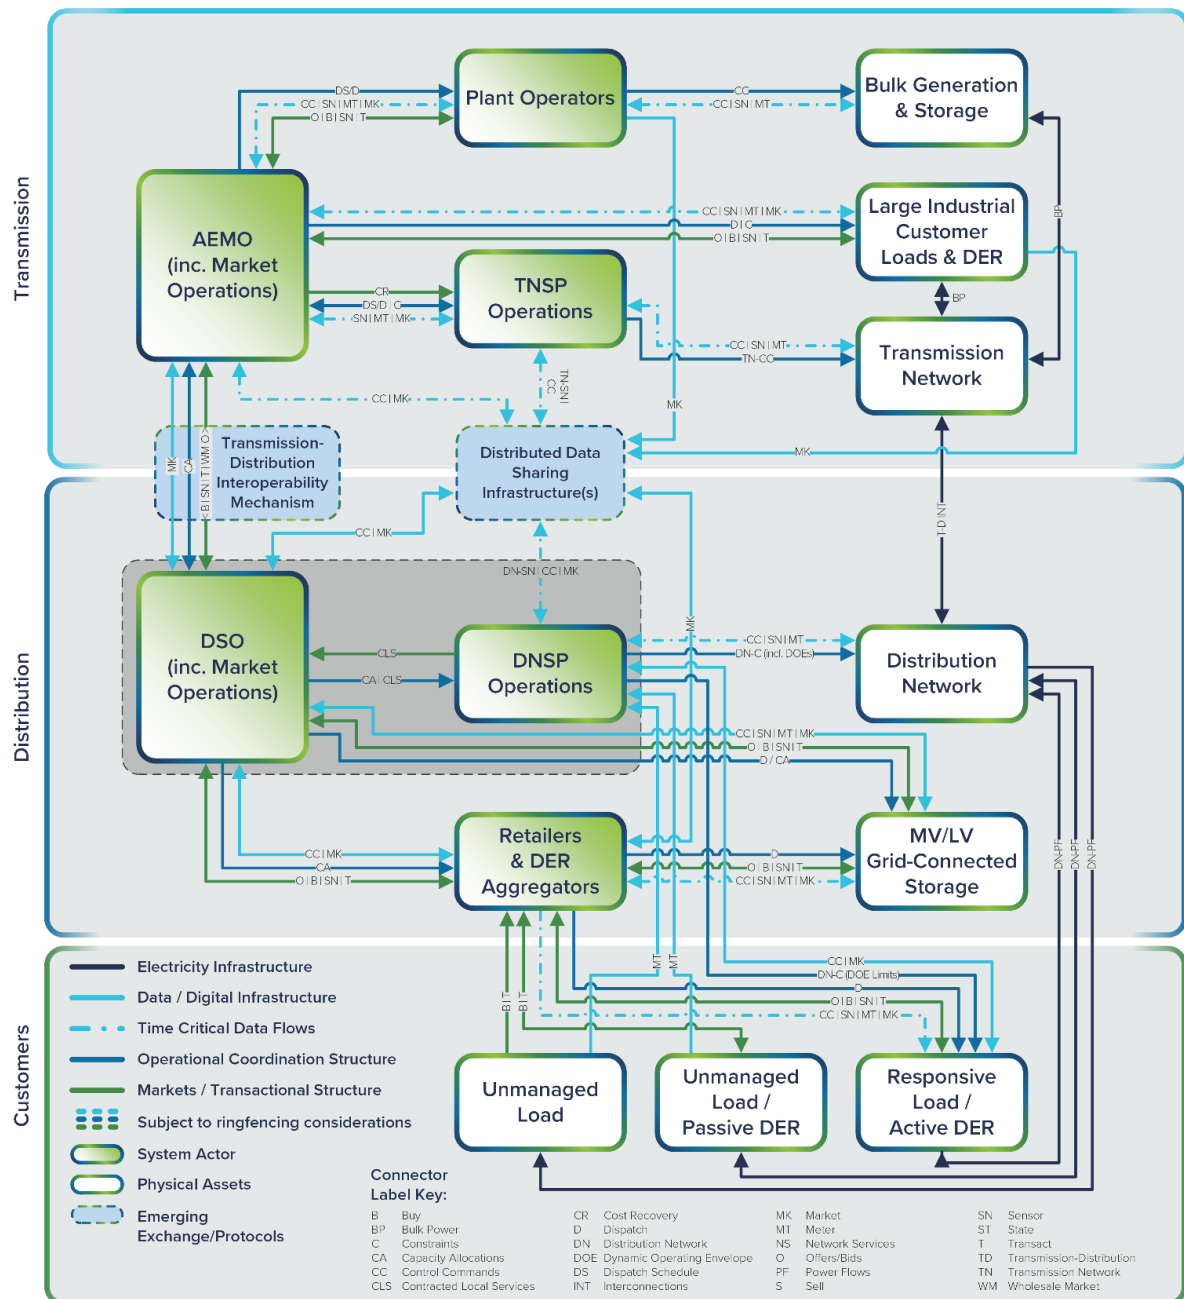 Transmission
Plant Operators
Bulk Generation
& Storage
DS/D
CC | SN | MT | MK
O | B | SN | T
CC
CC | SN | MT
BP
AEMO
(inc. Market
Operations)
CC | SN | MT | MK
D | C
O | B | SN | T
Large Industrial
Customer
Loads & DER
BP
CR
DS/D | C
SN | MT | MK
TNSP
Operations
CC | SN | MT
TN-CO
Transmission
Network
CC | MK
TN-SN |
CC
MK
MK
MK
CA
< B | SN | T | WM O >
Transmission-
Distribution
Interoperability
Mechanism
Distributed Data
Sharing
Infrastructure(s)
T-D INT
Distribution
CC | MK
DN-SN | CC | MK
MK
DSO
(inc. Market
Operations)
CLS
CA | CLS
DNSP
Operations
CC | SN | MT
DN-C (incl. DOEs)
Distribution
Network
CC | SN | MT | MK
O | B | SN | T
D / CA
CC | MK
CA
O | B | SN | T
Retailers
& DER
Aggregators
D
O | B | SN | T
CC | SN | MT | MK
MV/LV
Grid-Connected
Storage
DN-PF
DN-PF
DN-PF
Customers
B | T
B | T
MT
MT
CC | MK
DN-C (DOE Limits)
D
O | B | SN | T
CC | SN | MT | MK
Unmanaged
Load
Unmanaged
Load /
Passive DER
Responsive
Load /
Active DER
Electricity Infrastructure
Data / Digital Infrastructure
Time Critical Data Flows
Operational Coordination Structure
Markets / Transactional Structure
Subject to ringfencing considerations
System Actor
Physical Assets
Emerging
Exchange/Protocols
Connector
Label Key:
B Buy
BP Bulk Power
C Constraints
CA Capacity Allocations
CC Control Commands
CLS Contracted Local Services
CR Cost Recovery
D Dispatch
DN Distribution Network
DOE Dynamic Operating Envelope
DS Dispatch Schedule
INT Interconnections
MK Market
MT Meter
NS Network Services
O Offers/Bids
PF Power Flows
S Sell
SN Sensor
ST State
T Transact
TD Transmission-Distribution
TN Transmission Network
WM Wholesale Market